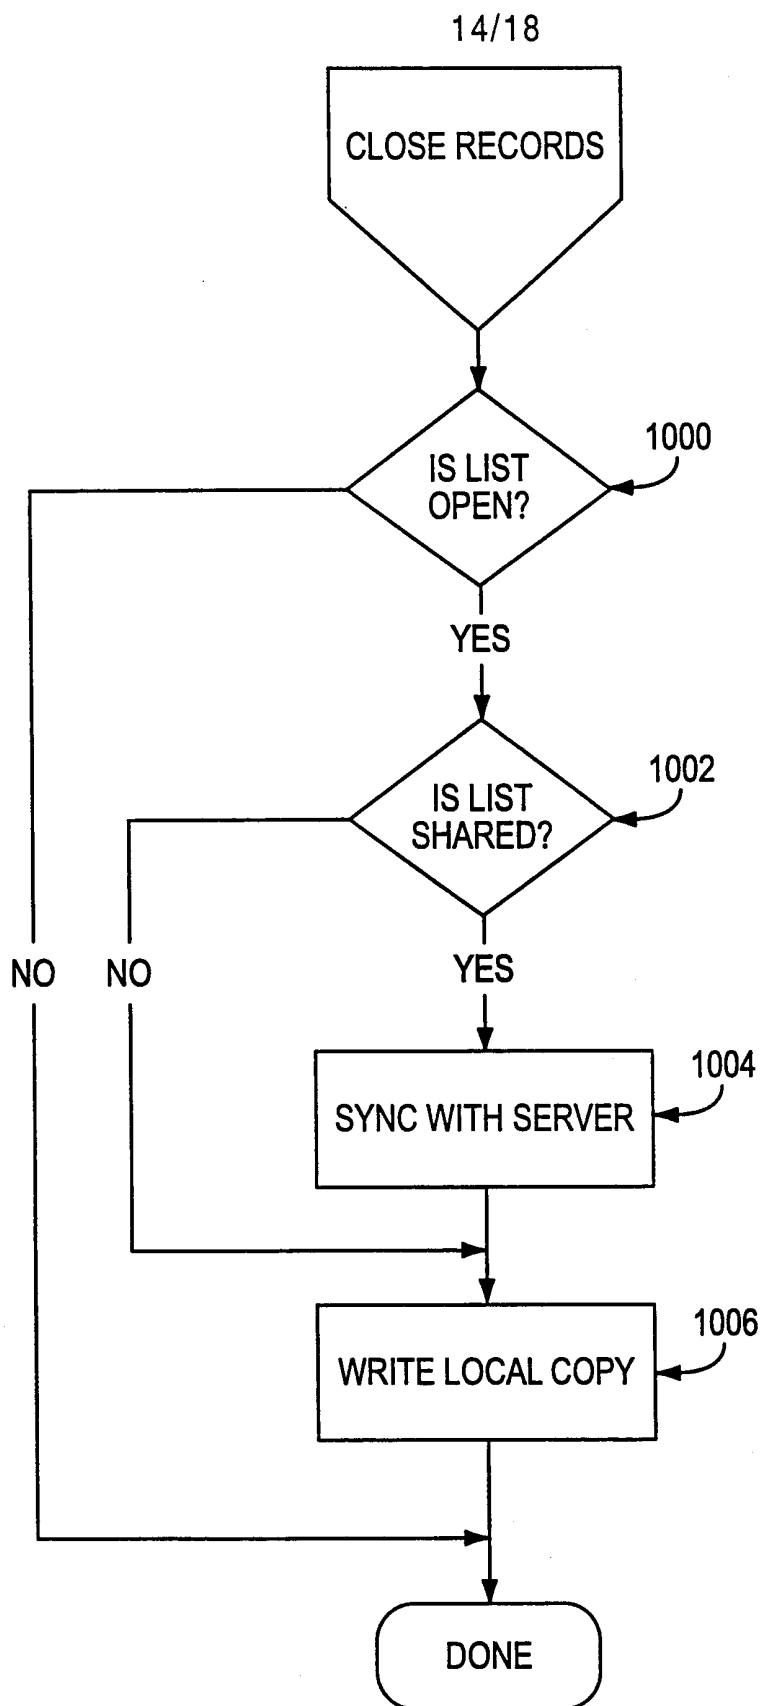 14/18
CLOSE RECORDS
IS LIST
OPEN?
1000
YES
IS LIST
SHARED?
1002
NO
NO
YES
SYNC WITH SERVER
1004
WRITE LOCAL COPY
1006
DONE